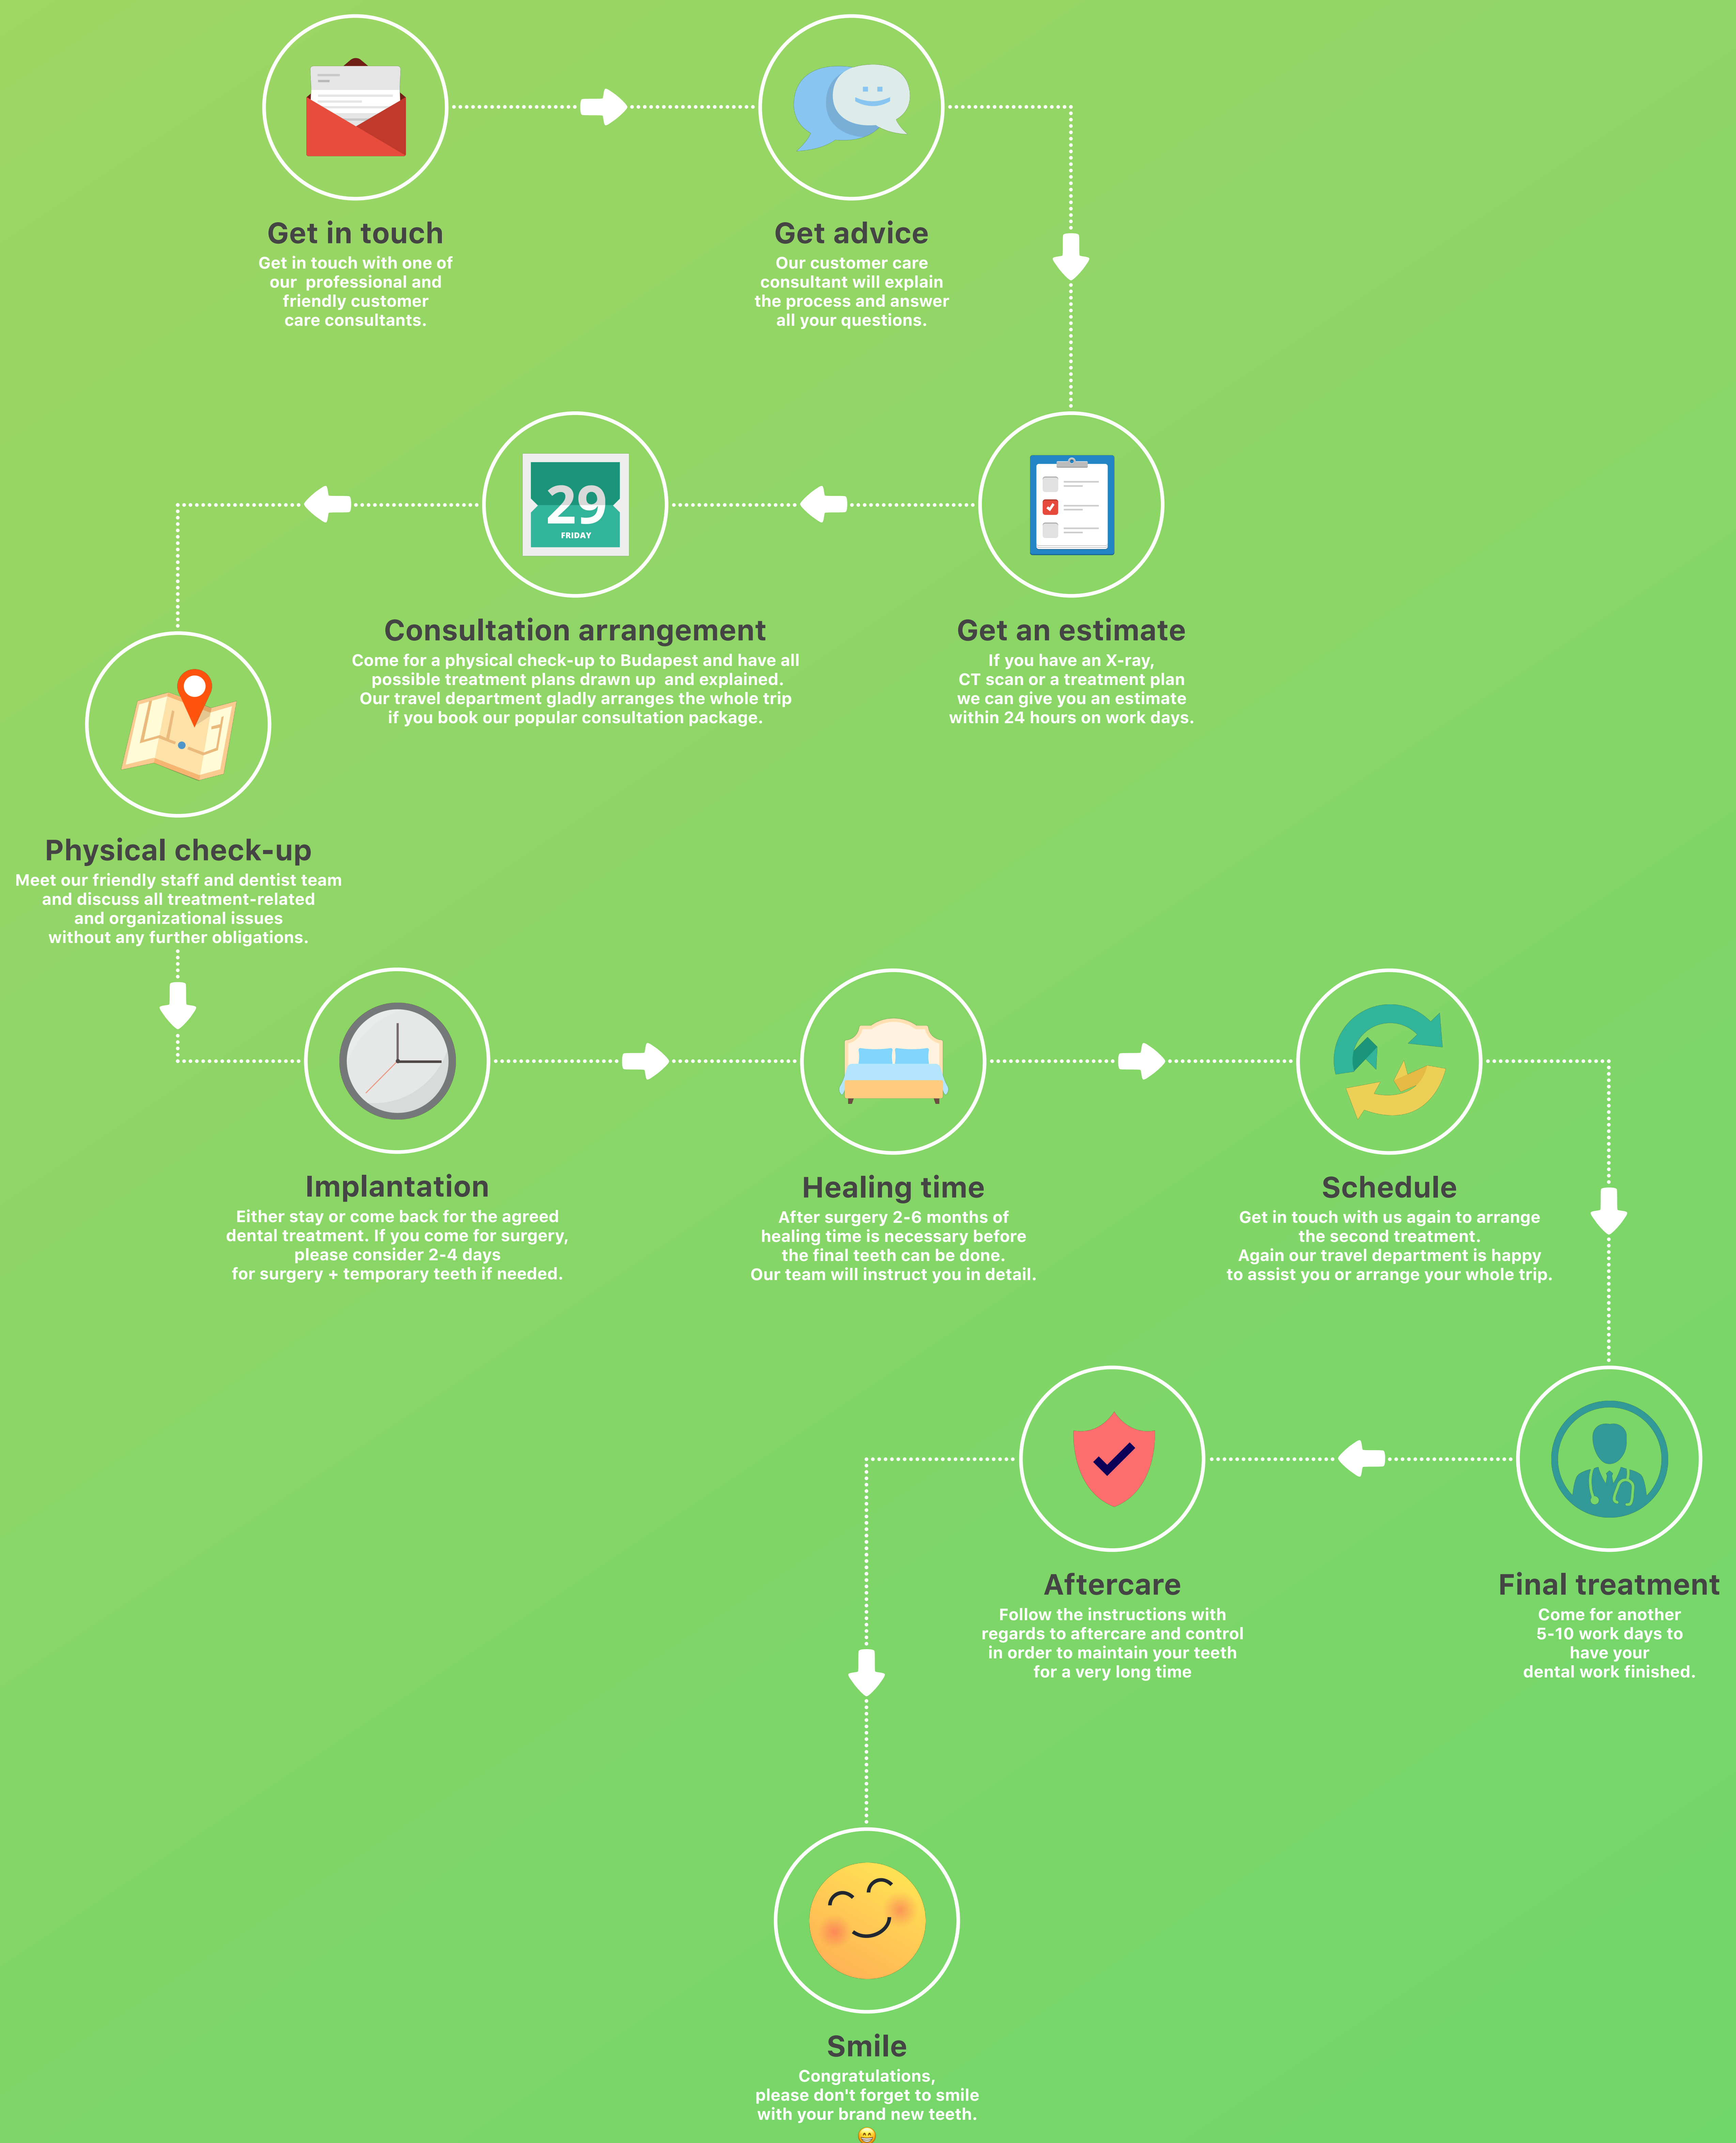 Get in touch
Get in touch with one of
our professional and
friendly customer
care consultants.
Get advice
Our customer care
consultant will explain
the process and answer
all your questions.
Get an estimate
If you have an X-ray,
CT scan or a treatment plan
we can give you an estimate
within 24 hours on work days.
29
FRIDAY
Consultation arrangement
Come for a physical check-up to Budapest and have all
possible treatment plans drawn up and explained.
Our travel department gladly arranges the whole trip
if you book our popular consultation package.
Physical check-up
Meet our friendly staff and dentist team
and discuss all treatment-related
and organizational issues
without any further obligations.
Implantation
Either stay or come back for the agreed
dental treatment. If you come for surgery,
please consider 2-4 days
for surgery + temporary teeth if needed.
Healing time
After surgery 2-6 months of
healing time is necessary before
the final teeth can be done.
Our team will instruct you in detail.
Schedule
Get in touch with us again to arrange
the second treatment.
Again our travel department is happy
to assist you or arrange your whole trip.
Final treatment
Come for another
5-10 work days to
have your
dental work finished.
Aftercare
Follow the instructions with
regards to aftercare and control
in order to maintain your teeth
for a very long time
Smile
Congratulations,
please don't forget to smile
with your brand new teeth.
😁